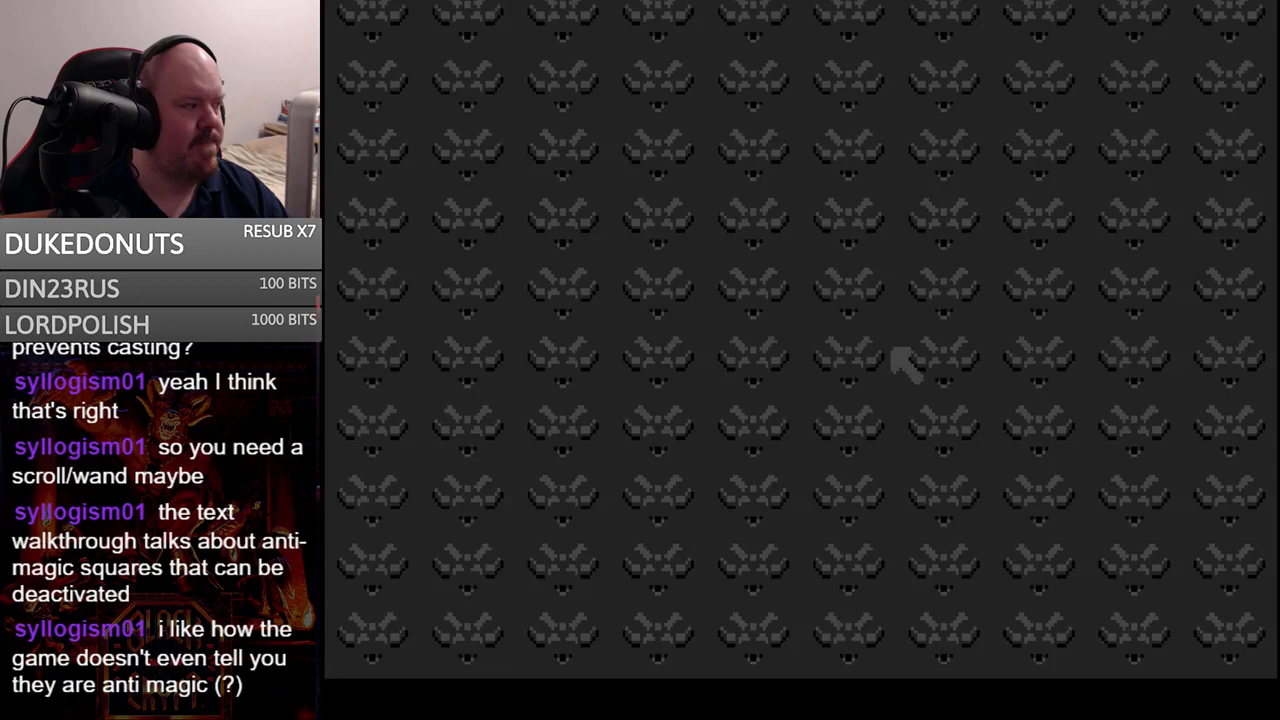 DUKEDONUTS RESUB X7
DIN23RUS 100 BITS
LORDPOLISH 1000 BITS
prevents casting?
syllogism01 yeah I think
that's right
syllogism01 so you need a
scroll/wand maybe
syllogism01 the text
walkthrough talks about anti-
magic squares that can be
deactivated
syllogism01 i like how the
game doesn't even tell you
they are anti magic (?)